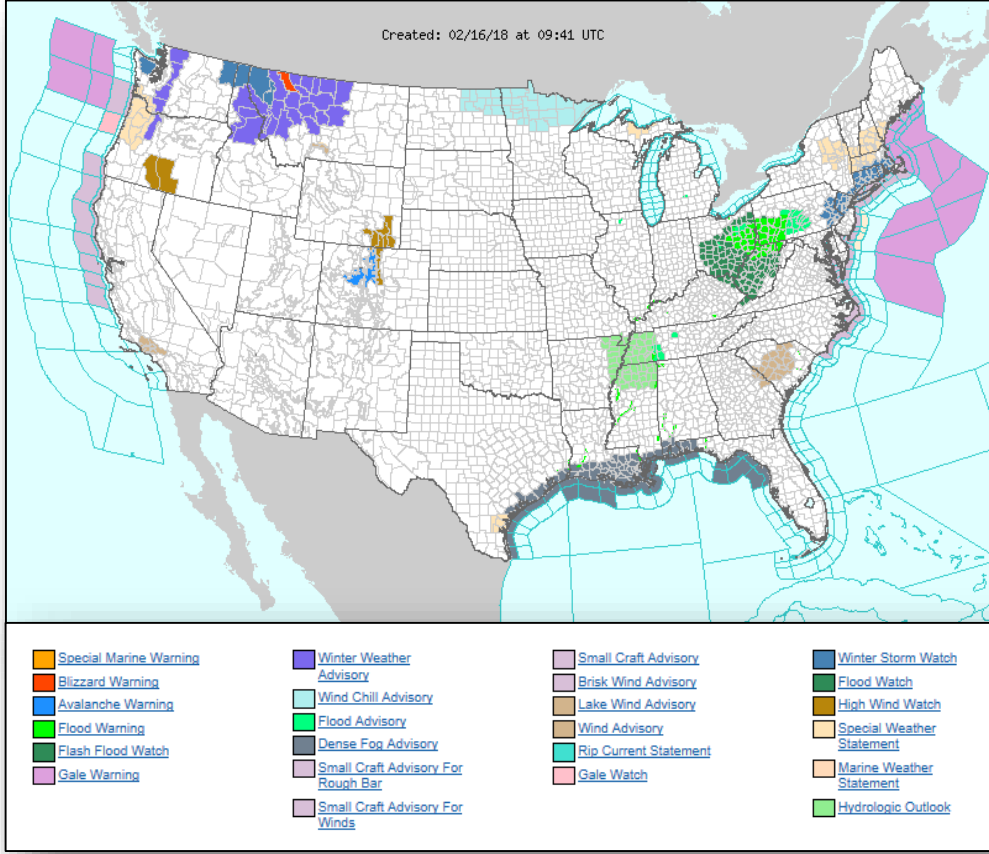 Created: 02/16/18 at 09:41 UTC
Special Marine Warning
Blizzard Warning
Avalanche Warning
Flood Warning
Flash Flood Watch
Gale Warning
Winter Weather
Advisory
Wind Chill Advisory
Flood Advisory
Dense Fog Advisory
Small Craft Advisory For
Rough Bar
Small Craft Advisory For
Winds
Small Craft Advisory
Brisk Wind Advisory
Lake Wind Advisory
Wind Advisory
Rip Current Statement
Gale Watch
Winter Storm Watch
Flood Watch
High Wind Watch
Special Weather
Statement
Marine Weather
Statement
Hydrologic Outlook